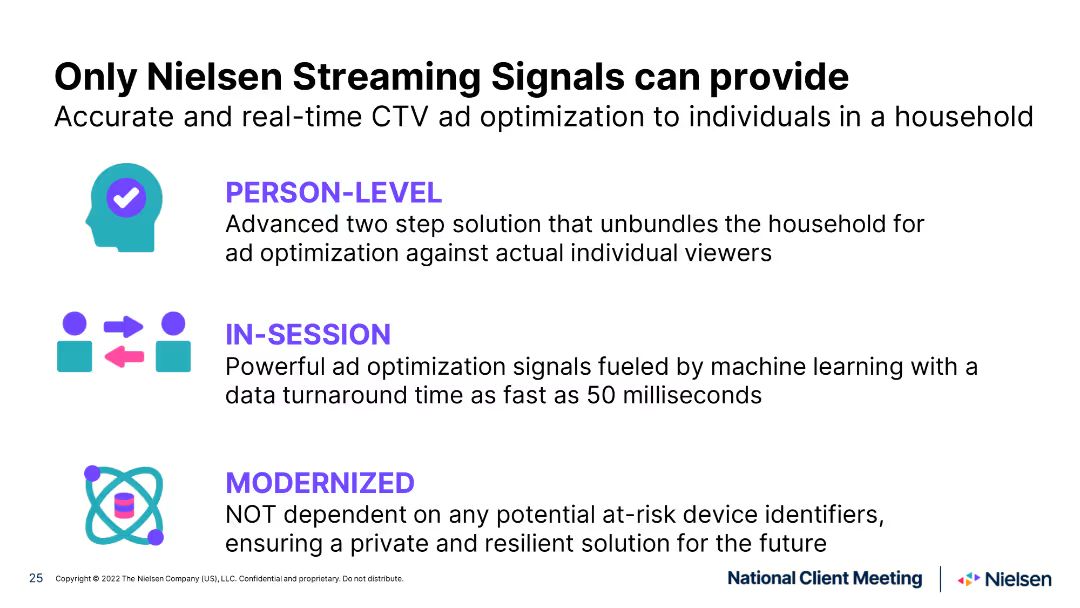 Only Nielsen Streaming Signals can provide
Accurate and real-time CTV ad optimization to individuals in a household
PERSON-LEVEL
Advanced two step solution that unbundles the household for
ad optimization against actual individual viewers
IN-SESSION
Powerful ad optimization signals fueled by machine learning with a
data turnaround time as fast as 50 milliseconds
MODERNIZED
NOT dependent on any potential at-risk device identifiers,
ensuring a private and resilient solution for the future
25 Copyright © 2022 The Nielsen Company (US), LLC. Confidential and proprietary. Do not distribute.
National Client Meeting
Nielsen